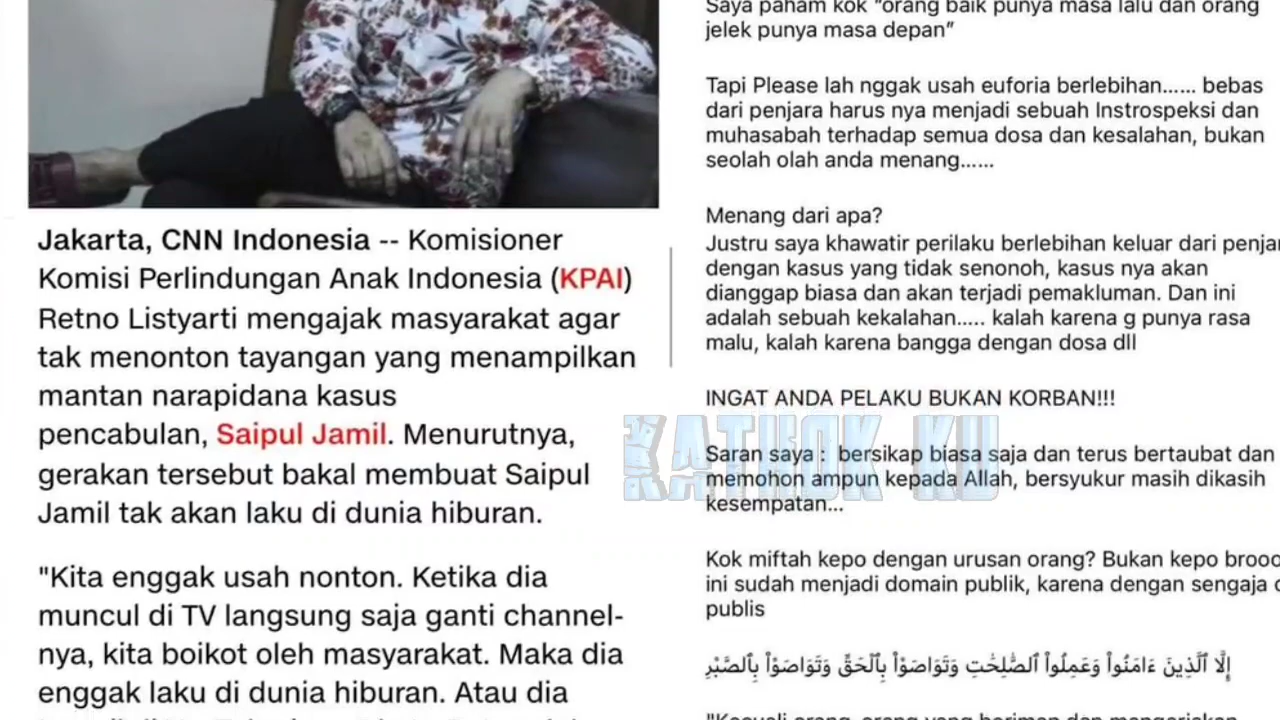 Jakarta, CNN Indonesia -- Komisioner
Komisi Perlindungan Anak Indonesia (KPAI)
Retno Listyarti mengajak masyarakat agar
tak menonton tayangan yang menampilkan
mantan narapidana kasus
pencabulan, Saipul Jamil. Menurutnya,
gerakan tersebut bakal membuat Saipul
Jamil tak akan laku di dunia hiburan.
"Kita enggak usah nonton. Ketika dia
muncul di TV langsung saja ganti channel-
nya, kita boikot oleh masyarakat. Maka dia
enggak laku di dunia hiburan. Atau dia
Saya paham kok "orang baik punya masa lalu dan orang
jelek punya masa depan"
Tapi Please lah nggak usah euforia berlebihan...... bebas
dari penjara harus nya menjadi sebuah Instrospeksi dan
muhasabah terhadap semua dosa dan kesalahan, bukan
seolah olah anda menang......
Menang dari apa?
Justru saya khawatir perilaku berlebihan keluar dari penjar
dengan kasus yang tidak senonoh, kasus nya akan
dianggap biasa dan akan terjadi pemakluman. Dan ini
adalah sebuah kekalahan..... kalah karena g punya rasa
malu, kalah karena bangga dengan dosa dll
INGAT ANDA PELAKU BUKAN KORBAN!!!
KATHOK KU
Saran saya : bersikap biasa saja dan terus bertaubat dan
memohon ampun kepada Allah, bersyukur masih dikasih
kesempatan...
Kok miftah kepo dengan urusan orang? Bukan kepo brooo
ini sudah menjadi domain publik, karena dengan sengaja d
publis
إِلَّا ٱلَّذِينَ ءَامَنُوا۟ وَعَمِلُوا۟ ٱلصَّٰلِحَٰتِ وَتَوَاصَوْا۟ بِٱلْحَقِّ وَتَوَاصَوْا۟ بِٱلصَّبْرِ
"Kecuali orang-orang yang beriman dan mengerjakan